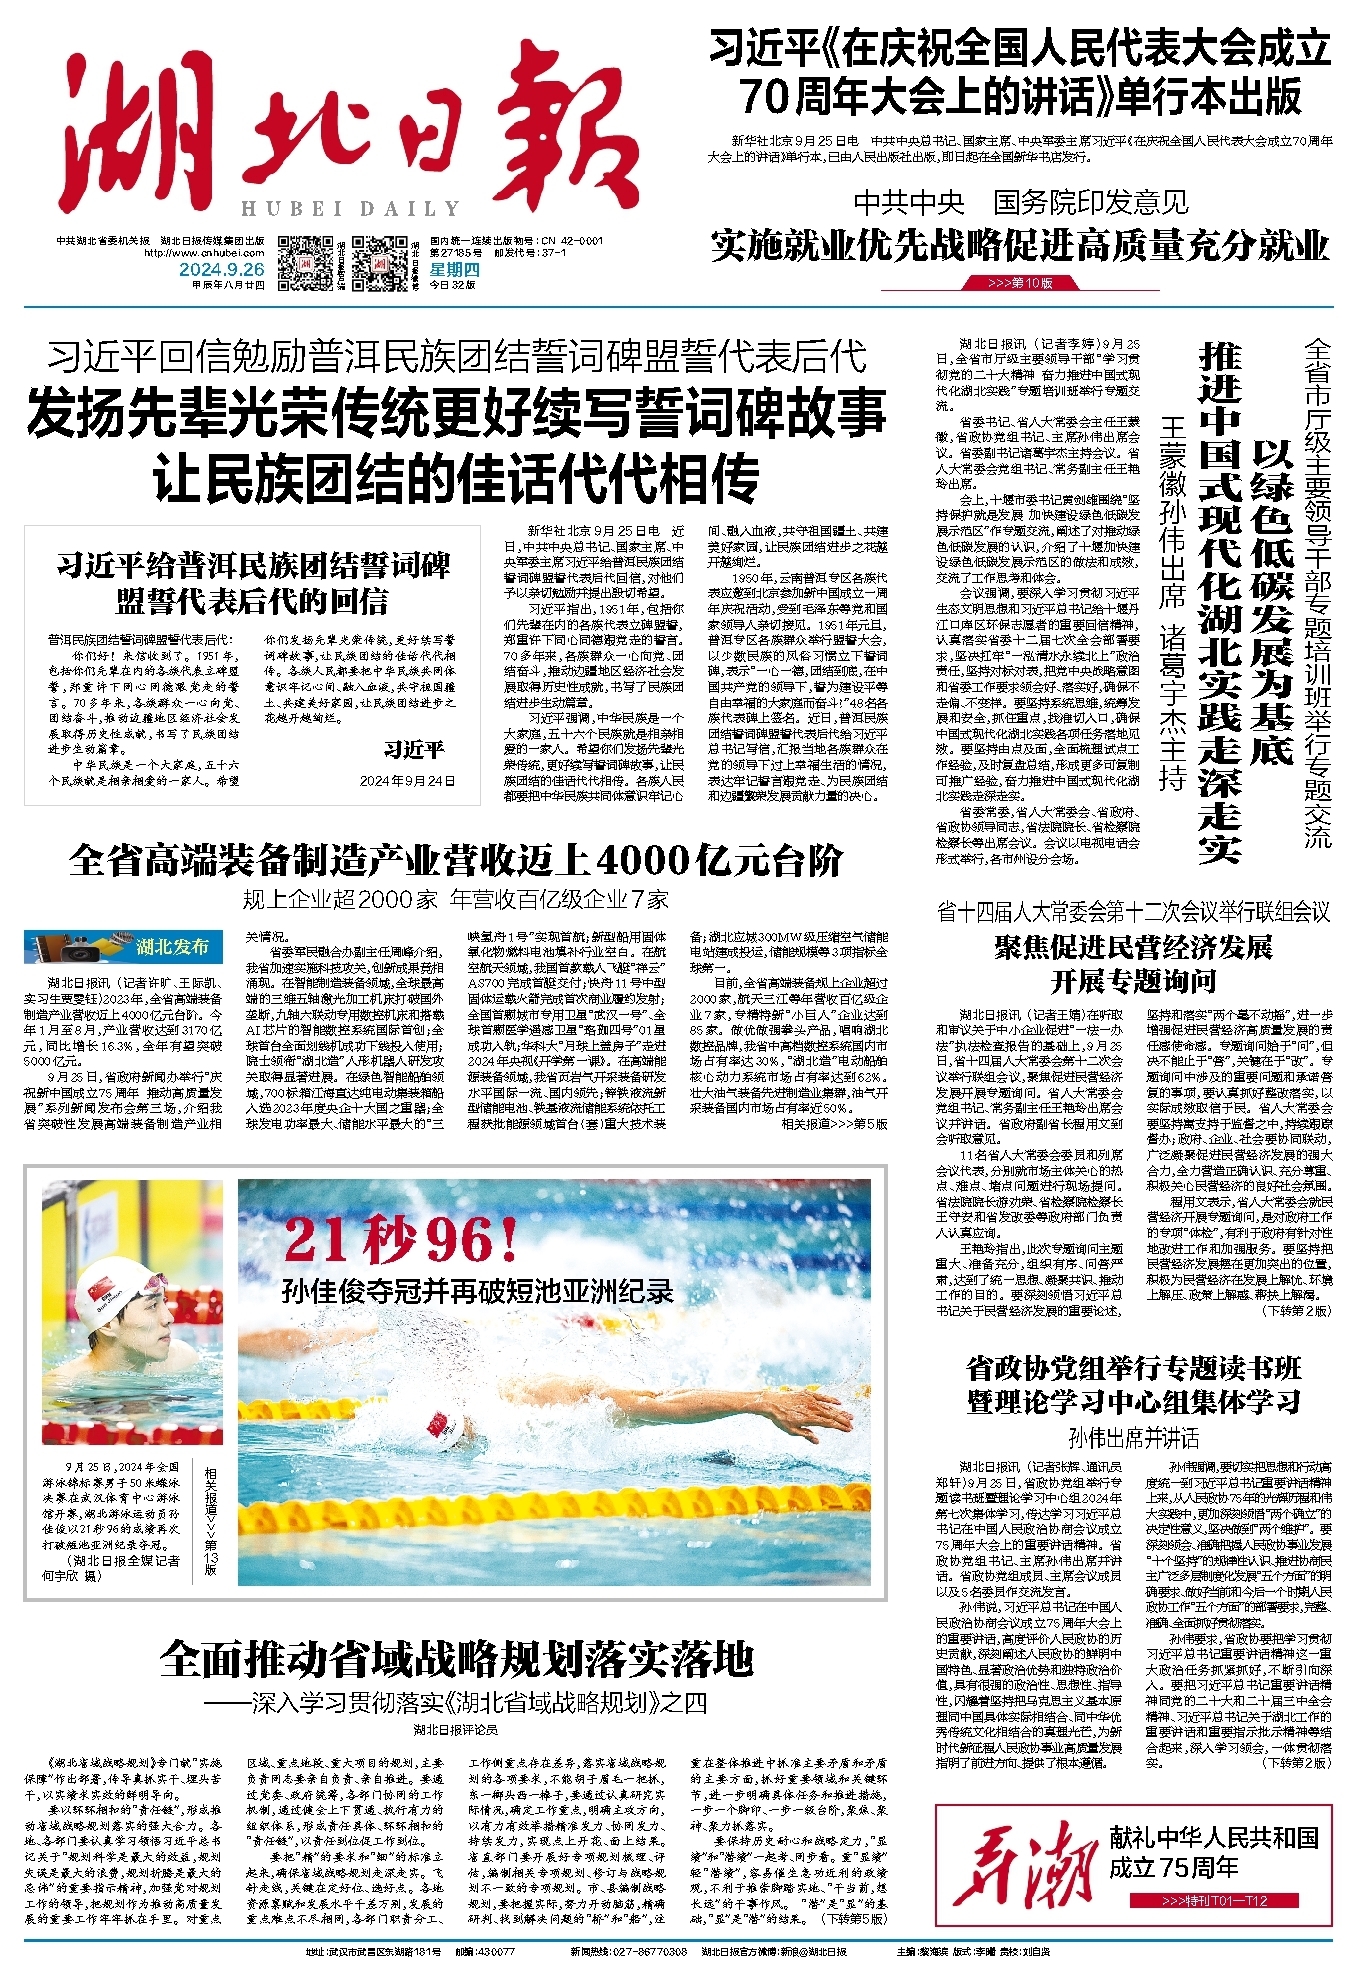 湖北日報
HUBEI DAILY
中共湖北省委机关报 湖北日报传媒集团出版
http://www.cnhubei.com
2024.9.26
甲辰年八月廿四
国内统一连续出版物号:CN 42-0001
第27185号 邮发代号:37-1
星期四
今日32版
习近平《在庆祝全国人民代表大会成立
70周年大会上的讲话》单行本出版
新华社北京9月25日电 中共中央总书记、国家主席、中央军委主席习近平《在庆祝全国人民代表大会成立70周年
大会上的讲话》单行本,已由人民出版社出版,即日起在全国新华书店发行。
中共中央 国务院印发意见
实施就业优先战略促进高质量充分就业
>>>第10版
习近平回信勉励普洱民族团结誓词碑盟誓代表后代
发扬先辈光荣传统更好续写誓词碑故事
让民族团结的佳话代代相传
习近平给普洱民族团结誓词碑
盟誓代表后代的回信
普洱民族团结誓词碑盟誓代表后代:
你们好!来信收到了。1951年,
包括你们先辈在内的各族代表立碑盟
誓,郑重许下同心同德跟党走的誓
言。70多年来,各族群众一心向党、
团结奋斗,推动边疆地区经济社会发
展取得历史性成就,书写了民族团结
进步生动篇章。
中华民族是一个大家庭,五十六
个民族就是相亲相爱的一家人。希望
你们发扬先辈光荣传统,更好续写誓
词碑故事,让民族团结的佳话代代相
传。各族人民都要把中华民族共同体
意识牢记心间、融入血液,共守祖国疆
土、共建美好家园,让民族团结进步之
花越开越绚烂。
习近平
2024年9月24日
新华社北京9月25日电 近
日,中共中央总书记、国家主席、中
央军委主席习近平给普洱民族团结
誓词碑盟誓代表后代回信,对他们
予以亲切勉励并提出殷切希望。
习近平指出,1951年,包括你
们先辈在内的各族代表立碑盟誓,
郑重许下同心同德跟党走的誓言。
70多年来,各族群众一心向党、团
结奋斗,推动边疆地区经济社会发
展取得历史性成就,书写了民族团
结进步生动篇章。
习近平强调,中华民族是一个
大家庭,五十六个民族就是相亲相
爱的一家人。希望你们发扬先辈光
荣传统,更好续写誓词碑故事,让民
族团结的佳话代代相传。各族人民
都要把中华民族共同体意识牢记心
间、融入血液,共守祖国疆土、共建
美好家园,让民族团结进步之花越
开越绚烂。
1950年,云南普洱专区各族代
表应邀到北京参加新中国成立一周
年庆祝活动,受到毛泽东等党和国
家领导人亲切接见。1951年元旦,
普洱专区各族群众举行盟誓大会,
以少数民族的风俗习惯立下誓词
碑,表示“一心一德,团结到底,在中
国共产党的领导下,誓为建设平等
自由幸福的大家庭而奋斗!”48名各
族代表碑上签名。近日,普洱民族
团结誓词碑盟誓代表后代给习近平
总书记写信,汇报当地各族群众在
党的领导下过上幸福生活的情况,
表达牢记誓言跟党走、为民族团结
和边疆繁荣发展贡献力量的决心。
全省市厅级主要领导干部专题培训班举行专题交流
以绿色低碳发展为基底
推进中国式现代化湖北实践走深走实
王蒙徽孙伟出席 诸葛宇杰主持
湖北日报讯 (记者李婷)9月25
日,全省市厅级主要领导干部“学习贯
彻党的二十大精神 奋力推进中国式现
代化湖北实践”专题培训班举行专题交
流。
省委书记、省人大常委会主任王蒙
徽,省政协党组书记、主席孙伟出席会
议。省委副书记诸葛宇杰主持会议。省
人大常委会党组书记、常务副主任王艳
玲出席。
会上,十堰市委书记黄剑雄围绕“坚
持保护就是发展 加快建设绿色低碳发
展示范区”作专题交流,阐述了对推动绿
色低碳发展的认识,介绍了十堰加快建
设绿色低碳发展示范区的做法和成效,
交流了工作思考和体会。
会议强调,要深入学习贯彻习近平
生态文明思想和习近平总书记给十堰丹
江口库区环保志愿者的重要回信精神,
认真落实省委十二届七次全会部署要
求,坚决扛牢“一泓清水永续北上”政治
责任,坚持对标对表,把党中央战略意图
和省委工作要求领会好、落实好,确保不
走偏、不变样。要坚持系统思维,统筹发
展和安全,抓住重点,找准切入口,确保
中国式现代化湖北实践各项任务落地见
效。要坚持由点及面,全面梳理试点工
作经验,及时复盘总结,形成更多可复制
可推广经验,奋力推进中国式现代化湖
北实践走深走实。
省委常委,省人大常委会、省政府、
省政协领导同志,省法院院长、省检察院
检察长等出席会议。会议以电视电话会
形式举行,各市州设分会场。
全省高端装备制造产业营收迈上4000亿元台阶
规上企业超2000家 年营收百亿级企业7家
湖北发布
湖北日报讯 (记者许旷、王际凯、
实习生贾雯钰)2023年,全省高端装备
制造产业营收迈上4000亿元台阶。今
年1月至8月,产业营收达到3170亿
元,同比增长16.3%,全年有望突破
5000亿元。
9月25日,省政府新闻办举行“庆
祝新中国成立75周年 推动高质量发
展”系列新闻发布会第三场,介绍我
省突破性发展高端装备制造产业相
关情况。
省委军民融合办副主任周峰介绍,
我省加速实施科技攻关,创新成果竞相
涌现。在智能制造装备领域,全球最高
端的三维五轴激光加工机床打破国外
垄断,九轴六联动专用数控机床和搭载
AI芯片的智能数控系统国际首创;全
球首台全面划线机成功下线投入使用;
院士领衔“湖北造”人形机器人研发攻
关取得显著进展。在绿色智能船舶领
域,700标箱江海直达纯电动集装箱船
入选2023年度央企十大国之重器;全
球发电功率最大、储能水平最大的“三
峡氢舟1号”实现首航;新型船用固体
氧化物燃料电池填补行业空白。在航
空航天领域,我国首款载人飞艇“祥云”
AS700完成首艇交付;快舟11号中型
固体运载火箭完成首次商业履约发射;
全国首颗城市专用卫星“武汉一号”、全
球首颗医学遥感卫星“珞珈四号”01星
成功入轨;华科大“月球上盖房子”走进
2024年央视《开学第一课》。在高端能
源装备领域,我省页岩气开采装备研发
水平国际一流、国内领先;锌铁液流新
型储能电池、铁基液流储能系统依托工
程获批能源领域首台(套)重大技术装
备;湖北应城300MW级压缩空气储能
电站建成投运,储能规模等3项指标全
球第一。
目前,全省高端装备规上企业超过
2000家,航天三江等年营收百亿级企
业7家,专精特新“小巨人”企业达到
85家。做优做强拳头产品,唱响湖北
数控品牌,我省中高档数控系统国内市
场占有率达30%,“湖北造”电动船舶
核心动力系统市场占有率达到62%。
壮大油气装备先进制造业集群,油气开
采装备国内市场占有率近50%。
相关报道>>>第5版
省十四届人大常委会第十二次会议举行联组会议
聚焦促进民营经济发展
开展专题询问
湖北日报讯 (记者王婧)在听取
和审议关于中小企业促进“一法一办
法”执法检查报告的基础上,9月25
日,省十四届人大常委会第十二次会
议举行联组会议,聚焦促进民营经济
发展开展专题询问。省人大常委会
党组书记、常务副主任王艳玲出席会
议并讲话。省政府副省长程用文到
会听取意见。
11名省人大常委会委员和列席
会议代表,分别就市场主体关心的热
点、难点、堵点问题进行现场提问。
省法院院长游劝荣、省检察院检察长
王守安和省发改委等政府部门负责
人认真应询。
王艳玲指出,此次专题询问主题
重大、准备充分,组织有序、问答严
肃,达到了统一思想、凝聚共识、推动
工作的目的。要深刻领悟习近平总
书记关于民营经济发展的重要论述,
坚持和落实“两个毫不动摇”,进一步
增强促进民营经济高质量发展的责
任感使命感。专题询问始于“问”,但
决不能止于“答”,关键在于“改”。专
题询问中涉及的重要问题和承诺答
复的事项,要认真抓好整改落实,以
实际成效取信于民。省人大常委会
要坚持寓支持于监督之中,持续跟踪
督办;政府、企业、社会要协同联动,
广泛凝聚促进民营经济发展的强大
合力,全力营造正确认识、充分尊重、
积极关心民营经济的良好社会氛围。
程用文表示,省人大常委会就民
营经济开展专题询问,是对政府工作
的专项“体检”,有利于政府有针对性
地改进工作和加强服务。要坚持把
民营经济发展摆在更加突出的位置,
积极为民营经济在发展上解忧、环境
上解压、政策上解惑、帮扶上解渴。
(下转第2版)
21秒96!
孙佳俊夺冠并再破短池亚洲纪录
9月25日,2024年全国
游泳锦标赛男子50米蝶泳
决赛在武汉体育中心游泳
馆开赛,湖北游泳运动员孙
佳俊以21秒96的成绩再次
打破短池亚洲纪录夺冠。
(湖北日报全媒记者
何宇欣 摄)
相关报道>>>第13版
省政协党组举行专题读书班
暨理论学习中心组集体学习
孙伟出席并讲话
湖北日报讯 (记者张辉、通讯员
郑轩)9月25日,省政协党组举行专
题读书班暨理论学习中心组2024年
第七次集体学习,传达学习习近平总
书记在中国人民政治协商会议成立
75周年大会上的重要讲话精神。省
政协党组书记、主席孙伟出席并讲
话。省政协党组成员、主席会议成员
以及5名委员作交流发言。
孙伟说,习近平总书记在中国人
民政治协商会议成立75周年大会上
的重要讲话,高度评价人民政协的历
史贡献,深刻阐述人民政协的鲜明中
国特色、显著政治优势和独特政治价
值,具有很强的政治性、思想性、指导
性,闪耀着坚持把马克思主义基本原
理同中国具体实际相结合、同中华优
秀传统文化相结合的真理光芒,为新
时代新征程人民政协事业高质量发展
指明了前进方向、提供了根本遵循。
孙伟强调,要切实把思想和行动高
度统一到习近平总书记重要讲话精神
上来,从人民政协75年的光辉历程和伟
大实践中,更加深刻领悟“两个确立”的
决定性意义,坚决做到“两个维护”。要
深刻领会、准确把握人民政协事业发展
“十个坚持”的规律性认识、推进协商民
主广泛多层制度化发展“五个方面”的明
确要求、做好当前和今后一个时期人民
政协工作“五个方面”的部署要求,完整、
准确、全面抓好贯彻落实。
孙伟要求,省政协要把学习贯彻
习近平总书记重要讲话精神这一重
大政治任务抓紧抓好,不断引向深
入。要把习近平总书记重要讲话精
神同党的二十大和二十届三中全会
精神、习近平总书记关于湖北工作的
重要讲话和重要指示批示精神等结
合起来,深入学习领会,一体贯彻落
实。	(下转第2版)
全面推动省域战略规划落实落地
——深入学习贯彻落实《湖北省域战略规划》之四
湖北日报评论员
《湖北省域战略规划》专门就“实施
保障”作出部署,传导真抓实干、埋头苦
干,以实绩求实效的鲜明导向。
要以环环相扣的“责任链”,形成推
动省域战略规划落实的强大合力。各
地、各部门要认真学习领悟习近平总书
记关于“规划科学是最大的效益,规划
失误是最大的浪费,规划折腾是最大的
忌讳”的重要指示精神,加强党对规划
工作的领导,把规划作为推动高质量发
展的重要工作牢牢抓在手里。对重点
区域、重点地段、重大项目的规划,主要
负责同志要亲自负责、亲自推进。要通
过党委、政府统筹,各部门协同的工作
机制,通过健全上下贯通、执行有力的
组织体系,形成责任具体、环环相扣的
“责任链”,以责任到位促工作到位。
要把“精”的要求和“细”的标准立
起来,确保省域战略规划走深走实。飞
针走线,关键在定好位、选好点。各地
资源禀赋和发展水平千差万别,发展的
重点难点不尽相同,各部门职责分工、
工作侧重点存在差异,落实省域战略规
划的各项要求,不能胡子眉毛一把抓,
东一榔头西一棒子,要通过认真研究实
际情况,确定工作重点,明确主攻方向,
以有力有效举措精准发力、协同发力、
持续发力,实现点上开花、面上结果。
省直部门要开展好专项规划梳理、评
估,编制相关专项规划、修订与战略规
划不一致的专项规划。市、县编制战略
规划,要把握实际,努力开动脑筋,精确
研判、找到解决问题的“桥”和“船”,注
重在整体推进中抓准主要矛盾和矛盾
的主要方面,抓好重要领域和关键环
节,进一步明确具体任务和推进措施,
一步一个脚印、一步一级台阶,聚焦、聚
神、聚力抓落实。
要保持历史耐心和战略定力,“显
绩”和“潜绩”一起考、同步看。重“显绩”
轻“潜绩”,容易催生急功近利的政绩
观,不利于推崇脚踏实地、“干当前,想
长远”的干事作风。“潜”是“显”的基
础,“显”是“潜”的结果。(下转第5版)
弄潮
献礼中华人民共和国
成立75周年
>>>特刊T01—T12
地址:武汉市武昌区东湖路181号 邮编:430077 新闻热线:027-86770308 湖北日报官方微博:新浪@湖北日报 主编:黎海滨 版式:李曙 责校:刘自贤